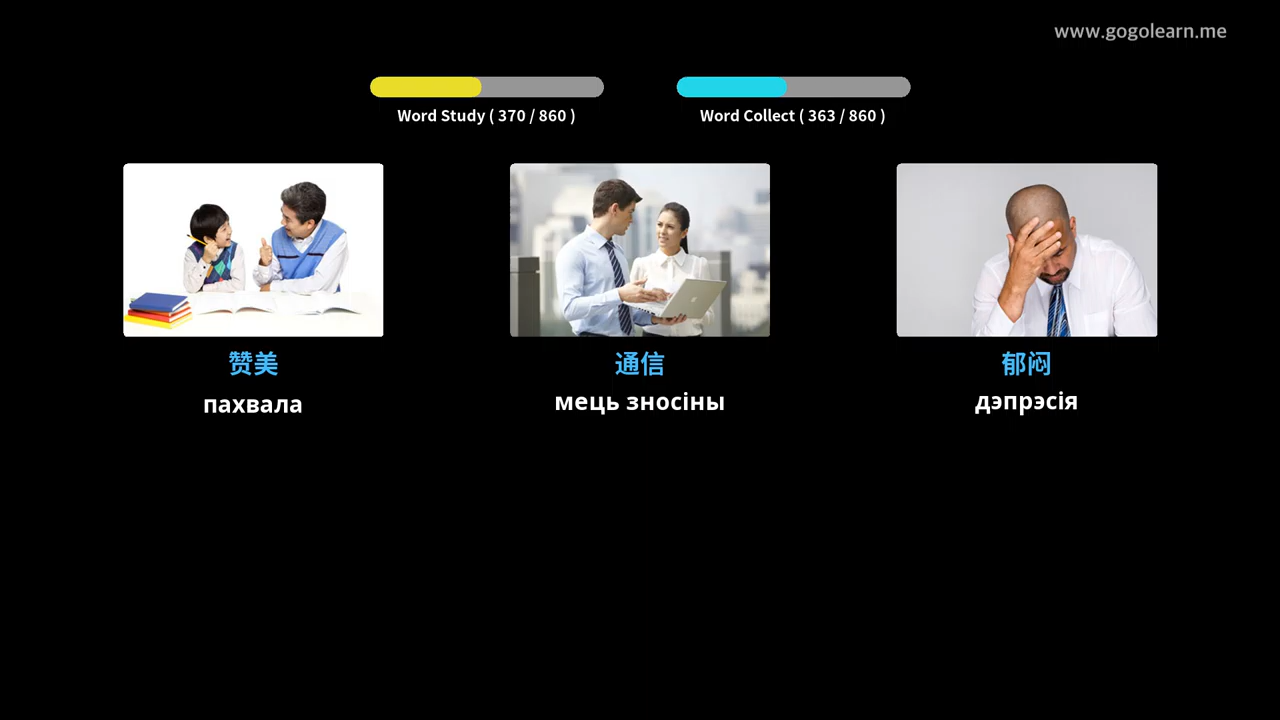 www.gogolearn.me
Word Study ( 370 / 860 )
Word Collect ( 363 / 860 )
赞美
通信
郁闷
пахвала
мець зносіны
дэпрэсія